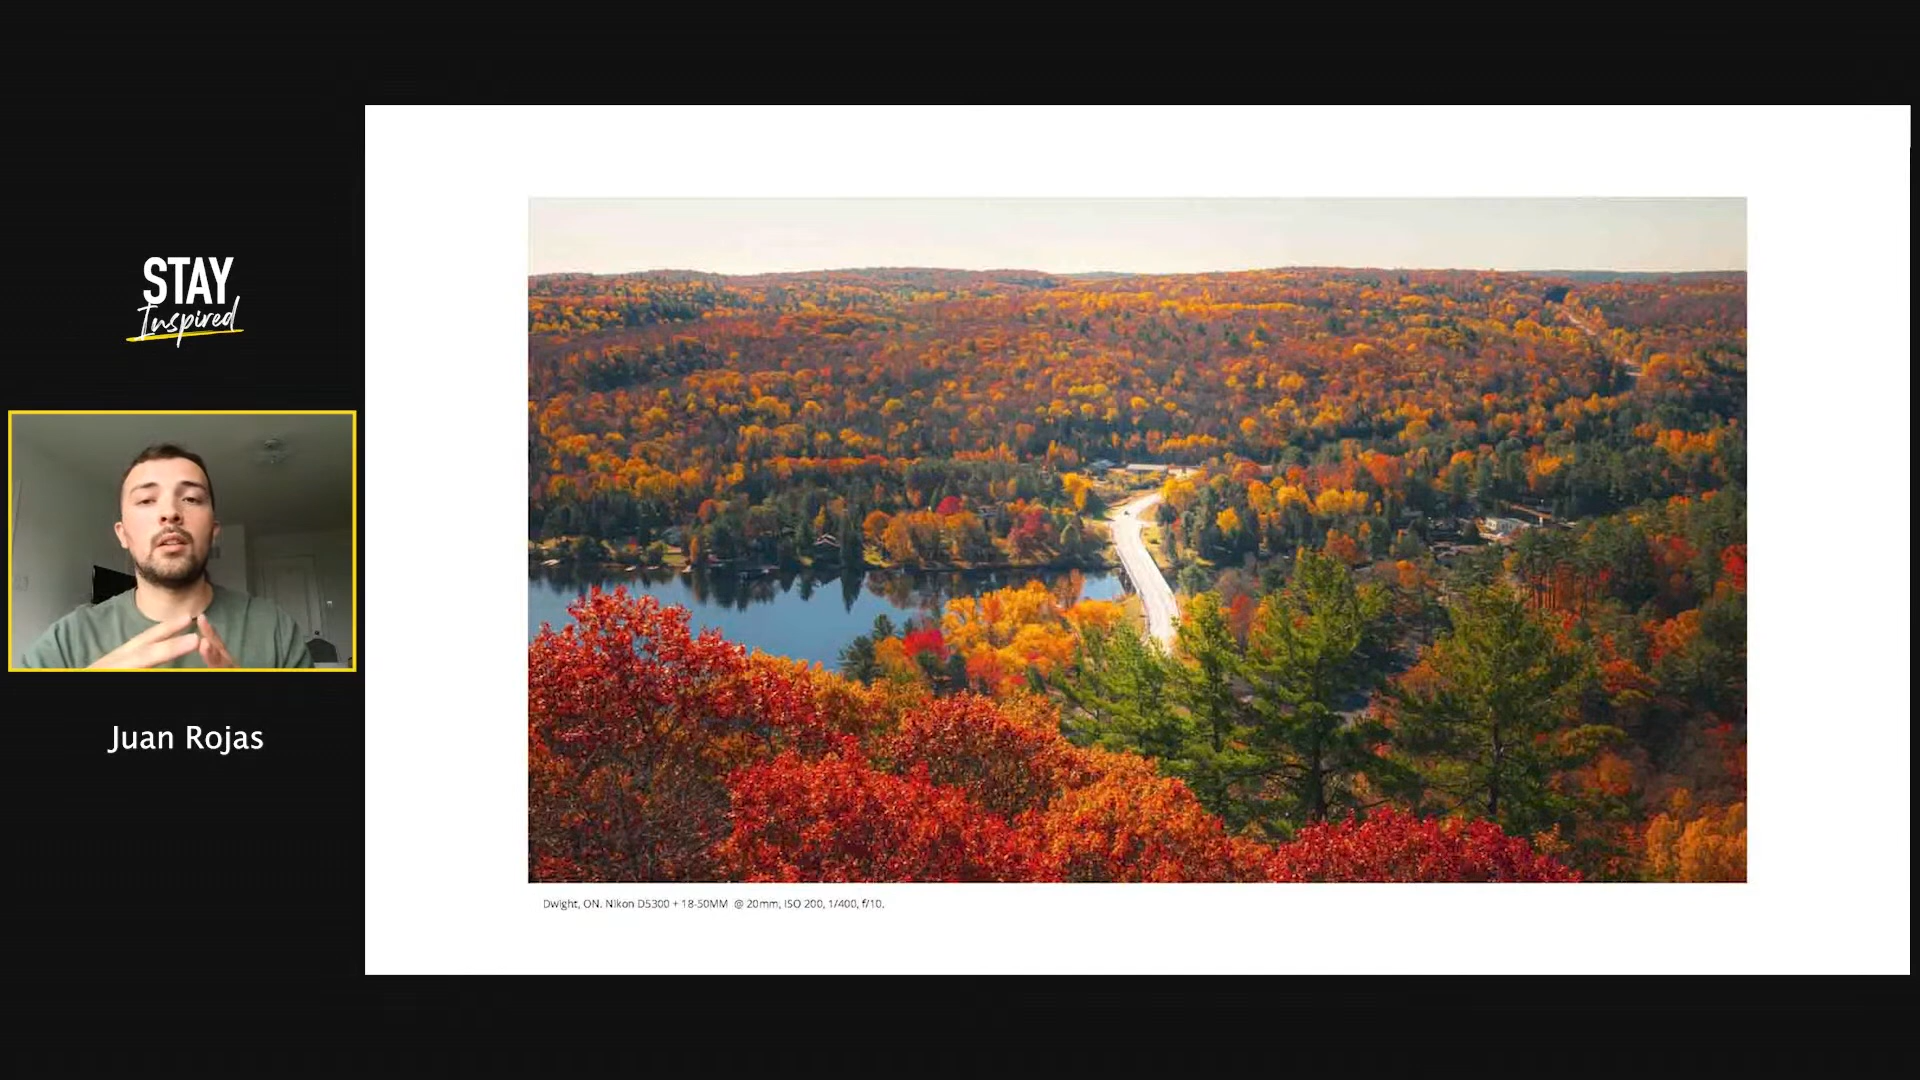 STAY
Inspired
Juan Rojas
Dwight, ON. Nikon D5300 + 18-50MM @ 20mm, ISO 200, 1/400, f/10,